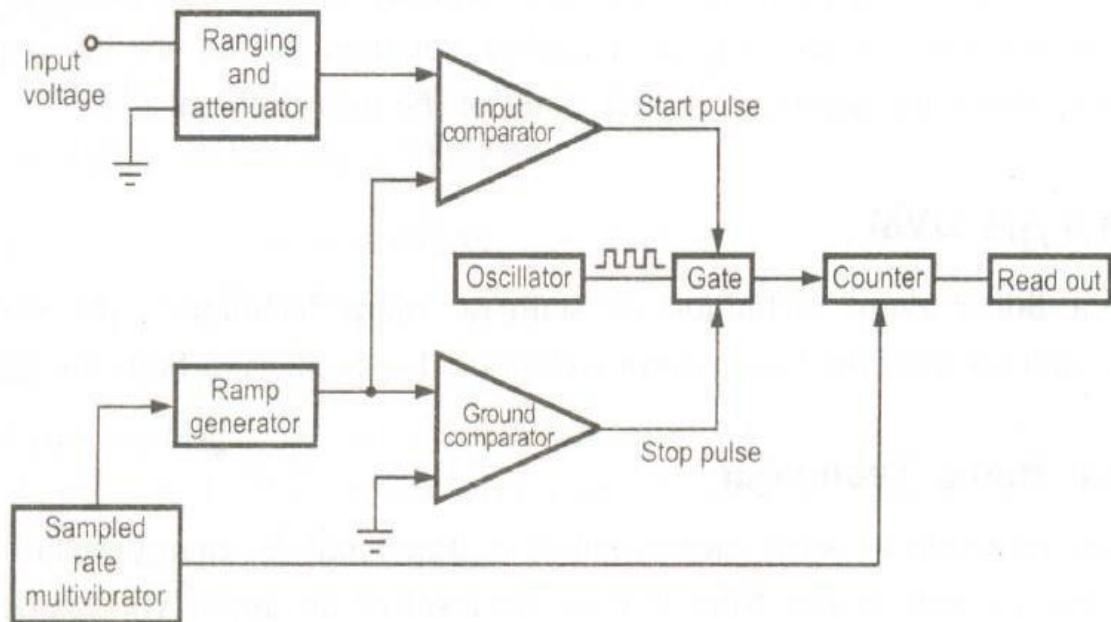 Input
voltage
Ranging
and
attenuator
Input
comparator
Start pulse
Oscillator
Gate
Counter
Read out
Ramp
generator
Ground
comparator
Stop pulse
Sampled
rate
multivibrator